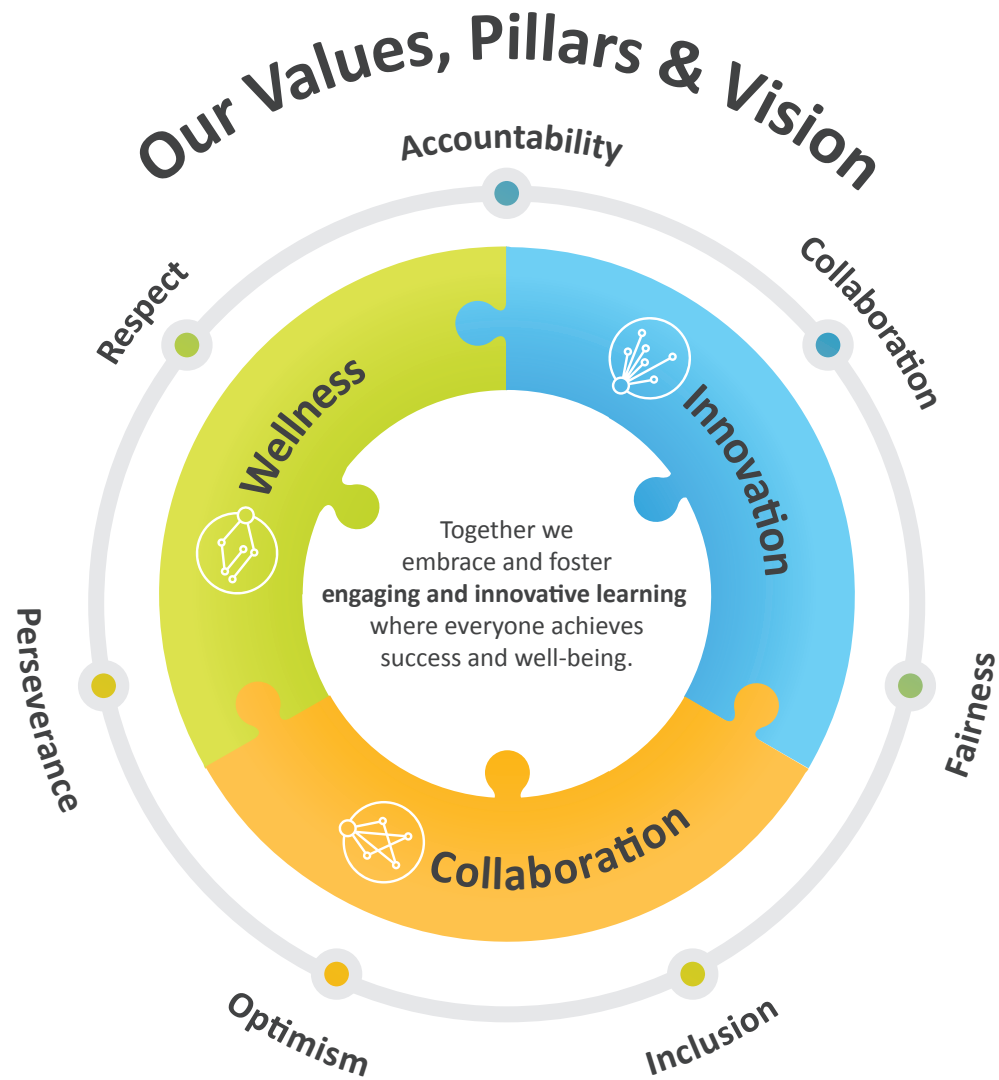 Our Values, Pillars & Vision
Accountability
Collaboration
Fairness
Inclusion
Optimism
Perseverance
Respect
Wellness
Innovation
Collaboration
Together we
embrace and foster
engaging and innovative learning
where everyone achieves
success and well-being.